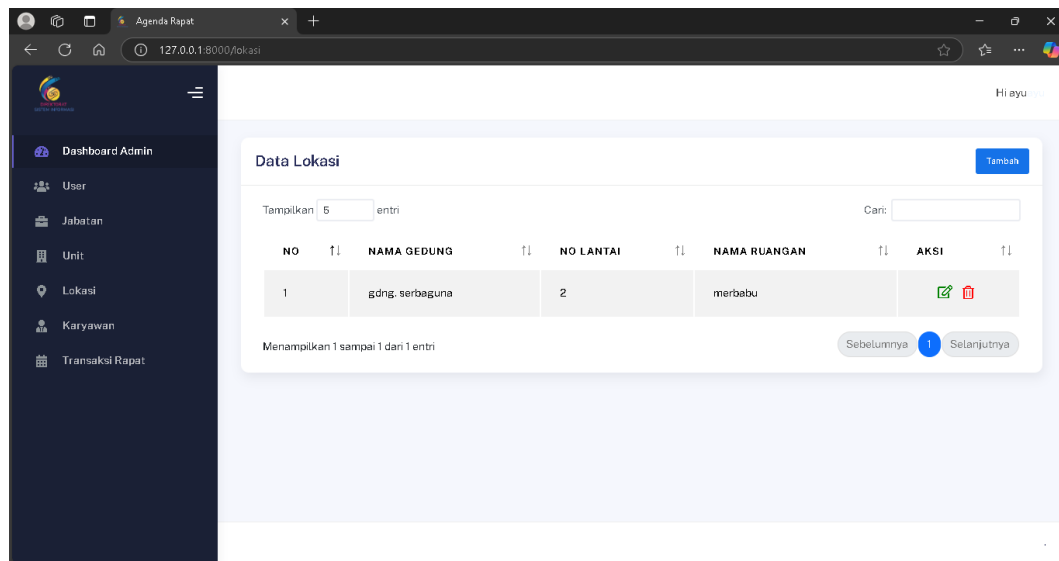 Agenda Rapat
127.0.0.1:8000/lokasi
Hi ayu
Dashboard Admin
User
Jabatan
Unit
Lokasi
Karyawan
Transaksi Rapat
Data Lokasi
Tambah
Tampilkan 5 entri
Cari:
NO NAMA GEDUNG NO LANTAI NAMA RUANGAN AKSI
1 gdng. serbaguna 2 merbabu
Menampilkan 1 sampai 1 dari 1 entri
Sebelumnya 1 Selanjutnya